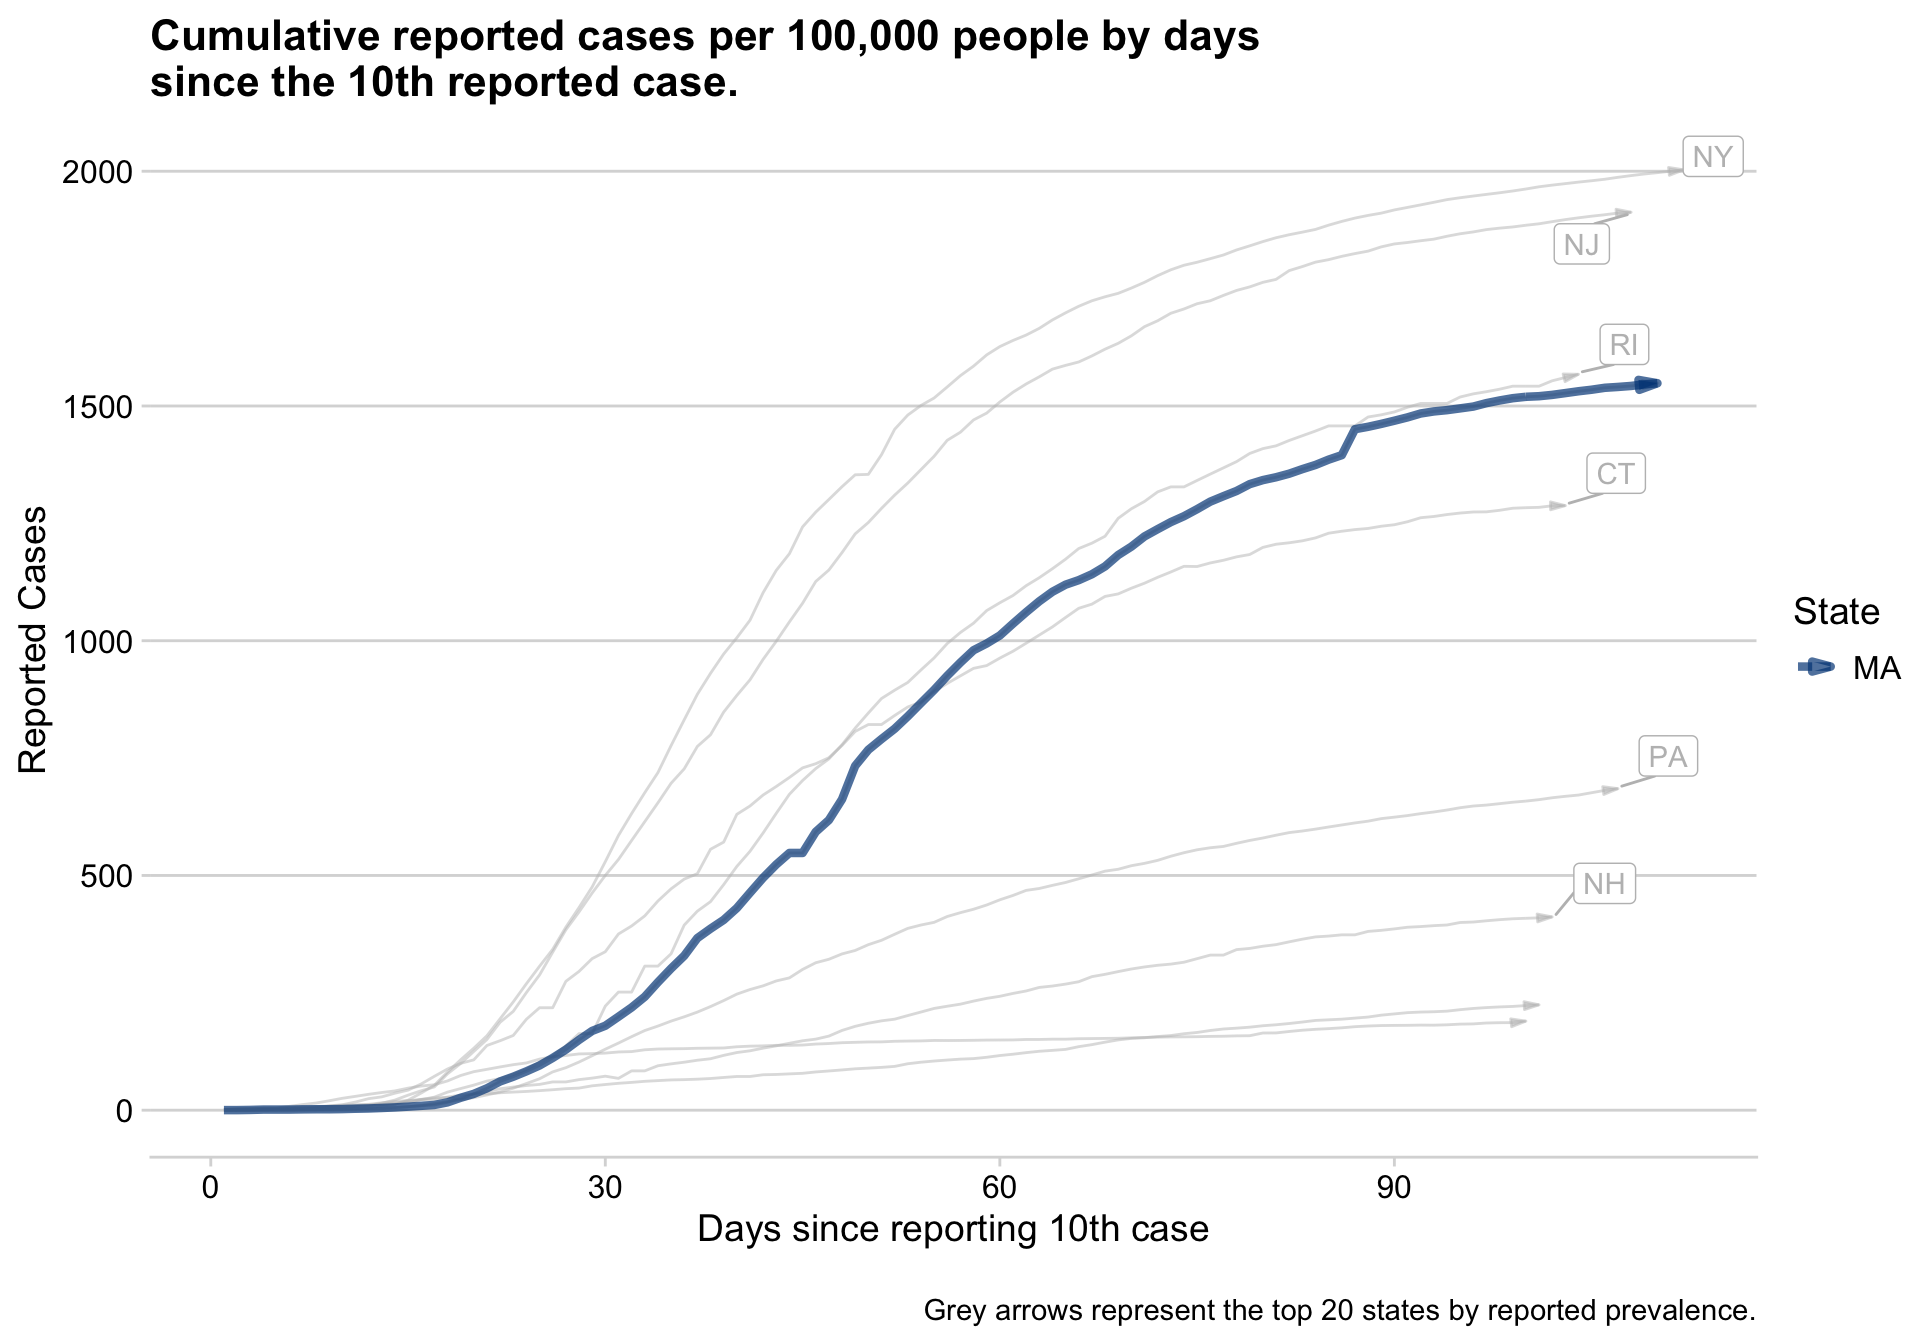 Cumulative reported cases per 100,000 people by days
since the 10th reported case.
2000
1500
1000
500
0
Reported Cases
NY
NJ
RI
CT
PA
NH
State
MA
0
30
60
90
Days since reporting 10th case
Grey arrows represent the top 20 states by reported prevalence.